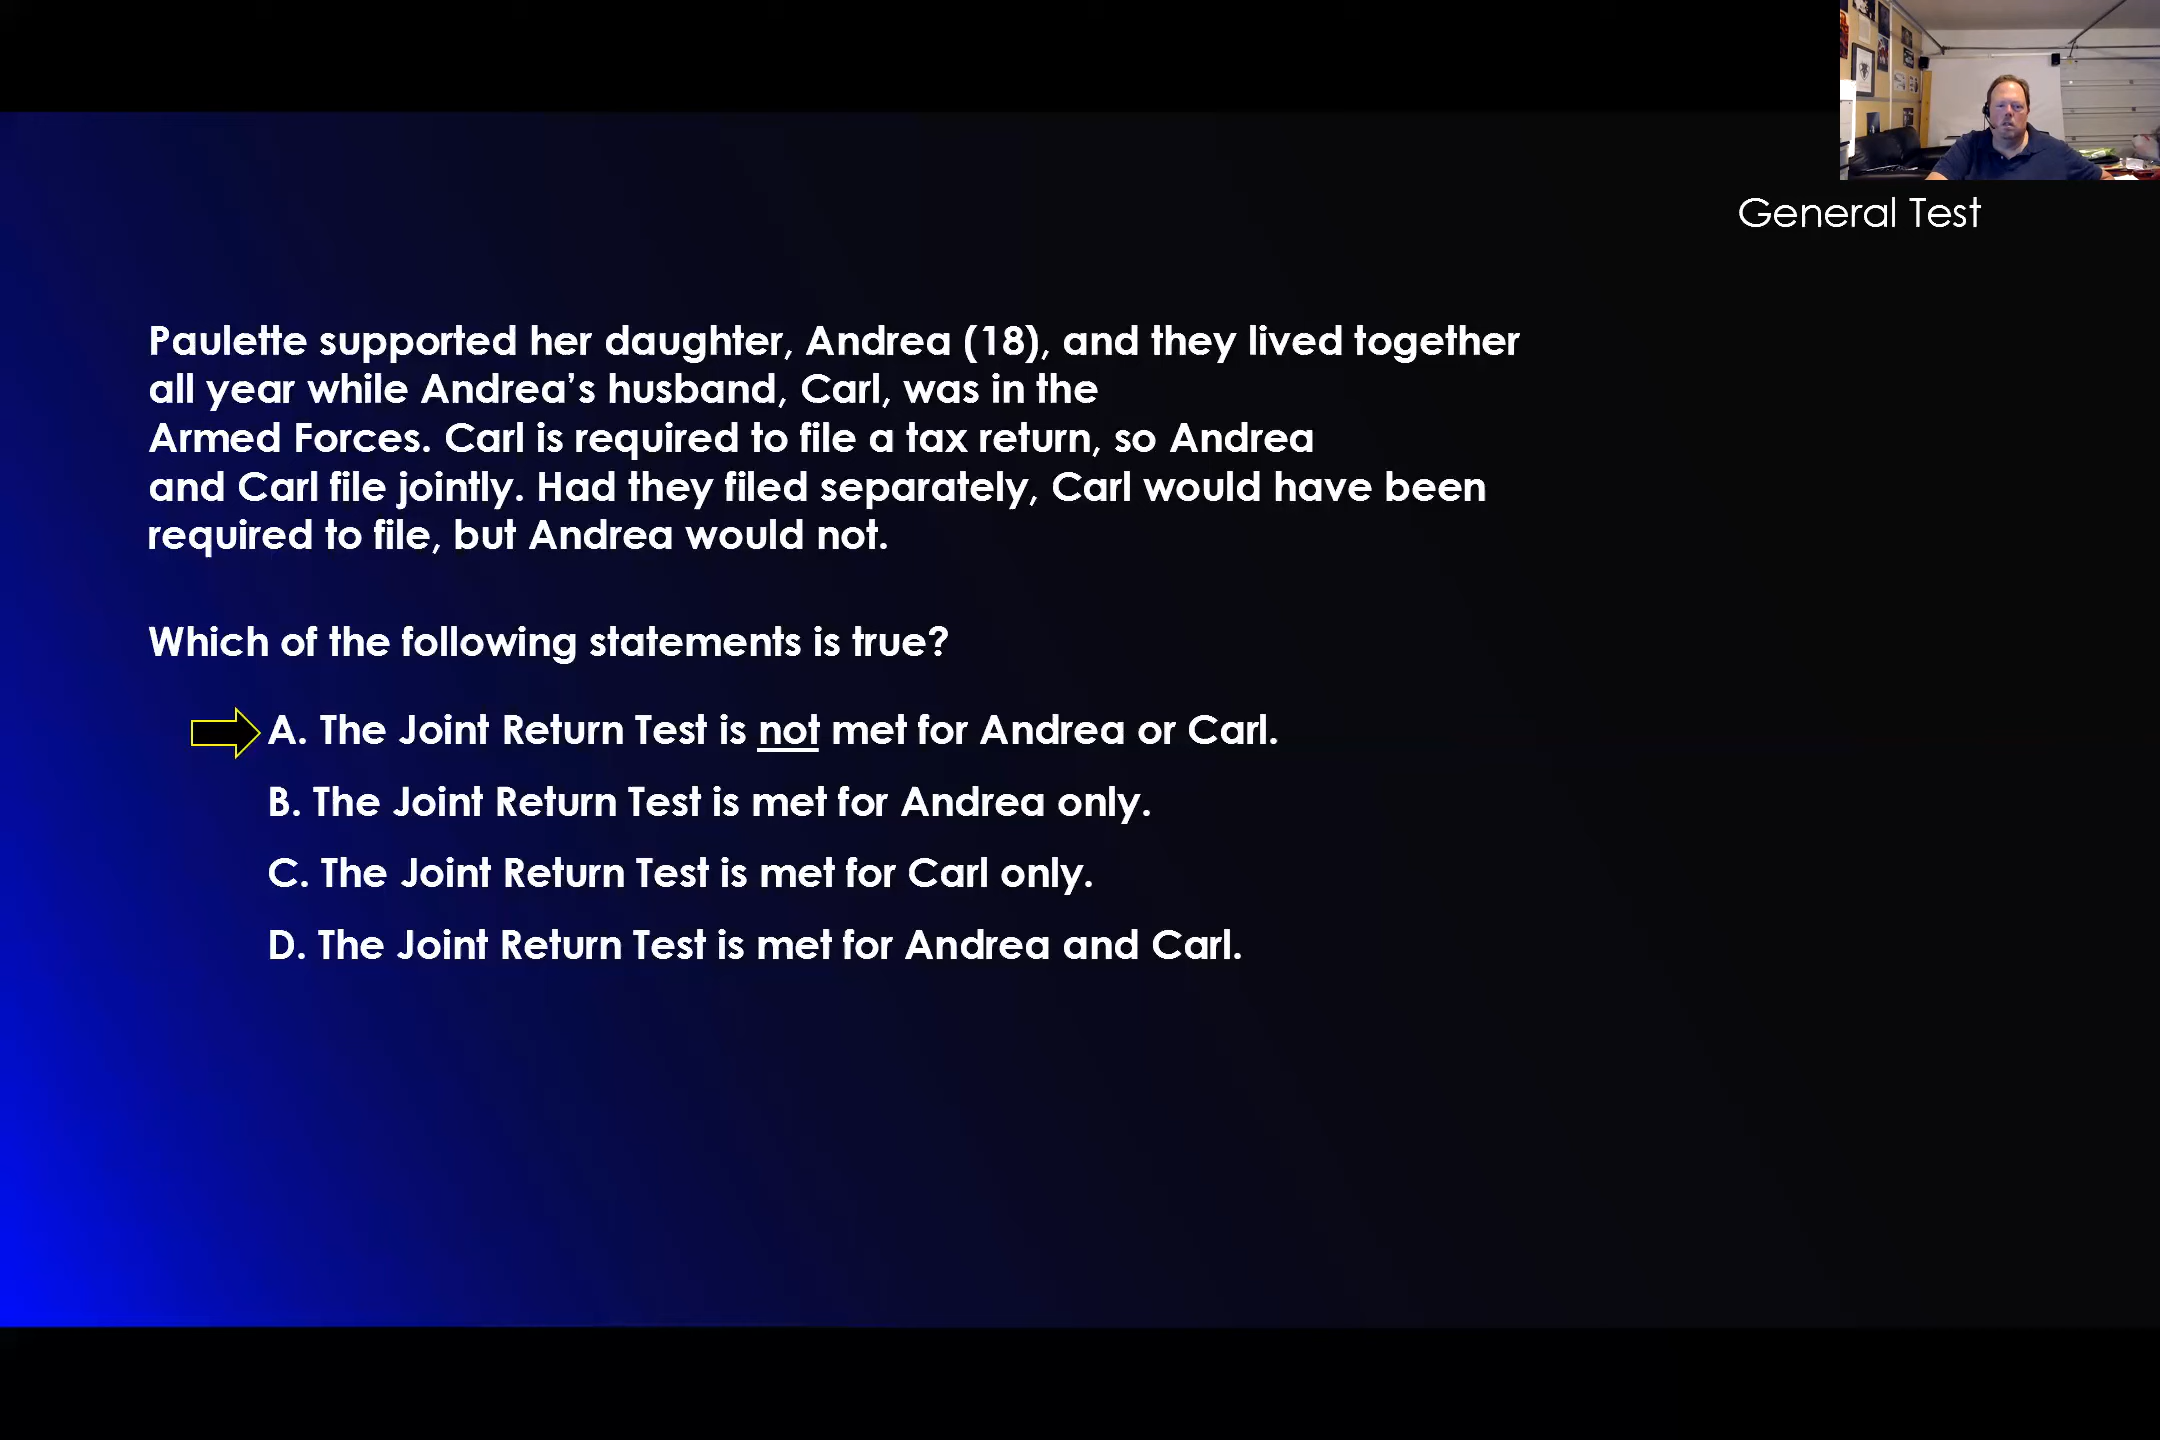 General Test
Paulette supported her daughter, Andrea (18), and they lived together
all year while Andrea’s husband, Carl, was in the
Armed Forces. Carl is required to file a tax return, so Andrea
and Carl file jointly. Had they filed separately, Carl would have been
required to file, but Andrea would not.
Which of the following statements is true?
A. The Joint Return Test is not met for Andrea or Carl.
B. The Joint Return Test is met for Andrea only.
C. The Joint Return Test is met for Carl only.
D. The Joint Return Test is met for Andrea and Carl.